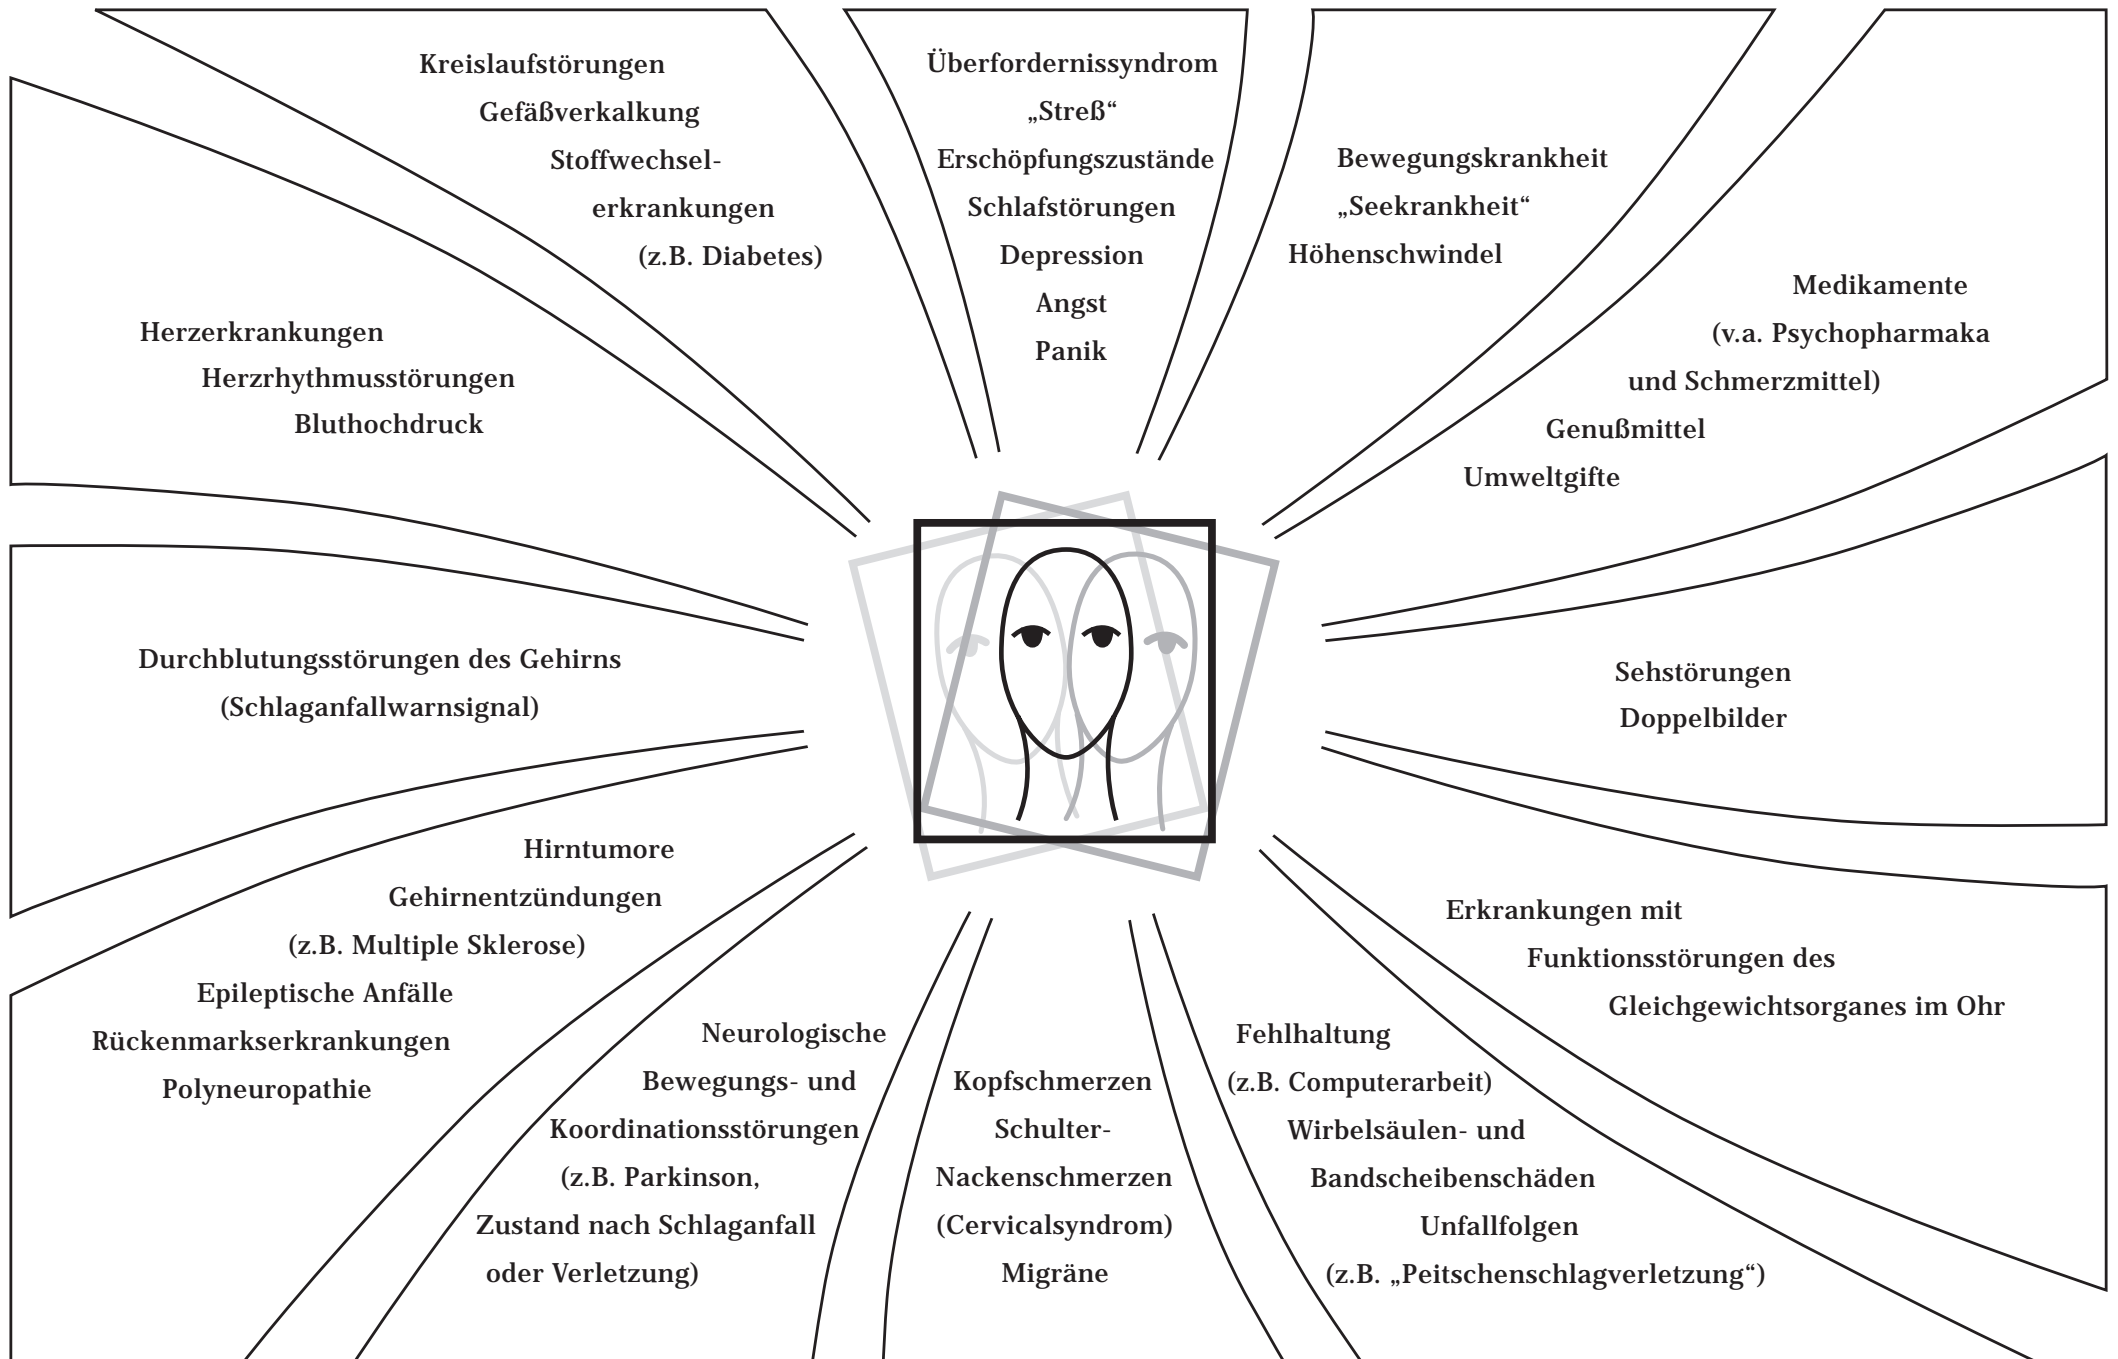 Kreislaufstörungen
Gefäßverkalkung
Stoffwechsel-
erkrankungen
(z.B. Diabetes)
Überfordernissyndrom
„Streß“
Erschöpfungszustände
Schlafstörungen
Depression
Angst
Panik
Bewegungskrankheit
„Seekrankheit“
Höhenschwindel
Medikamente
(v.a. Psychopharmaka
und Schmerzmittel)
Genußmittel
Umweltgifte
Herzerkrankungen
Herzrhythmusstörungen
Bluthochdruck
Durchblutungsstörungen des Gehirns
(Schlaganfallwarnsignal)
Sehstörungen
Doppelbilder
Hirntumore
Gehirnentzündungen
(z.B. Multiple Sklerose)
Epileptische Anfälle
Rückenmarkserkrankungen
Polyneuropathie
Neurologische
Bewegungs- und
Koordinationsstörungen
(z.B. Parkinson,
Zustand nach Schlaganfall
oder Verletzung)
Kopfschmerzen
Schulter-
Nackenschmerzen
(Cervicalsyndrom)
Migräne
Fehlhaltung
(z.B. Computerarbeit)
Wirbelsäulen- und
Bandscheibenschäden
Unfallfolgen
(z.B. „Peitschenschlagverletzung“)
Erkrankungen mit
Funktionsstörungen des
Gleichgewichtsorganes im Ohr